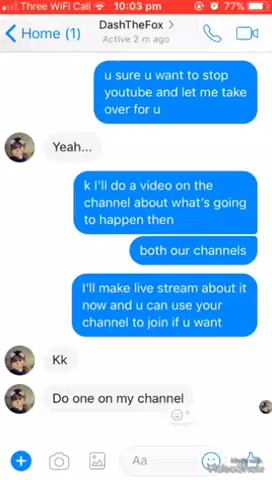 Three WiFi Call
10:03 pm
77%
Home (1)
DashTheFox
Active 2 m ago
u sure u want to stop
youtube and let me take
over for u
Yeah...
k I'll do a video on the
channel about what's going
to happen then
both our channels
I'll make live stream about it
now and u can use your
channel to join if u want
Kk
Do one on my channel
Aa
Made with
VideoShow